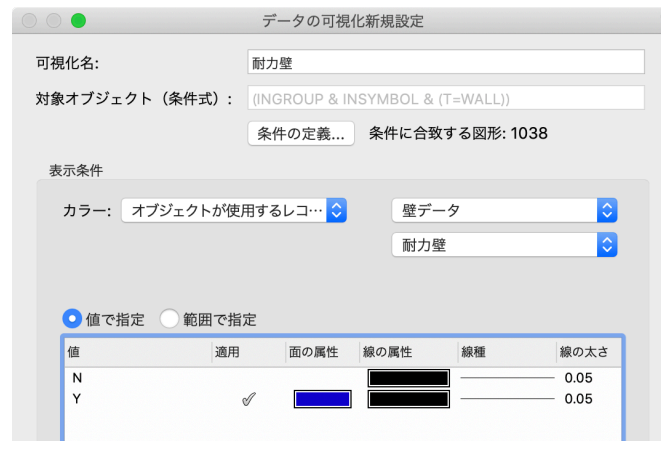 データの可視化新規設定
可視化名: 耐力壁
対象オブジェクト（条件式）: (INGROUP & INSYMBOL & (T=WALL))
条件の定義... 条件に合致する図形: 1038
表示条件
カラー: オブジェクトが使用するレコ… 壁データ
耐力壁
値で指定 範囲で指定
値 適用 面の属性 線の属性 線種 線の太さ
N 0.05
Y 0.05